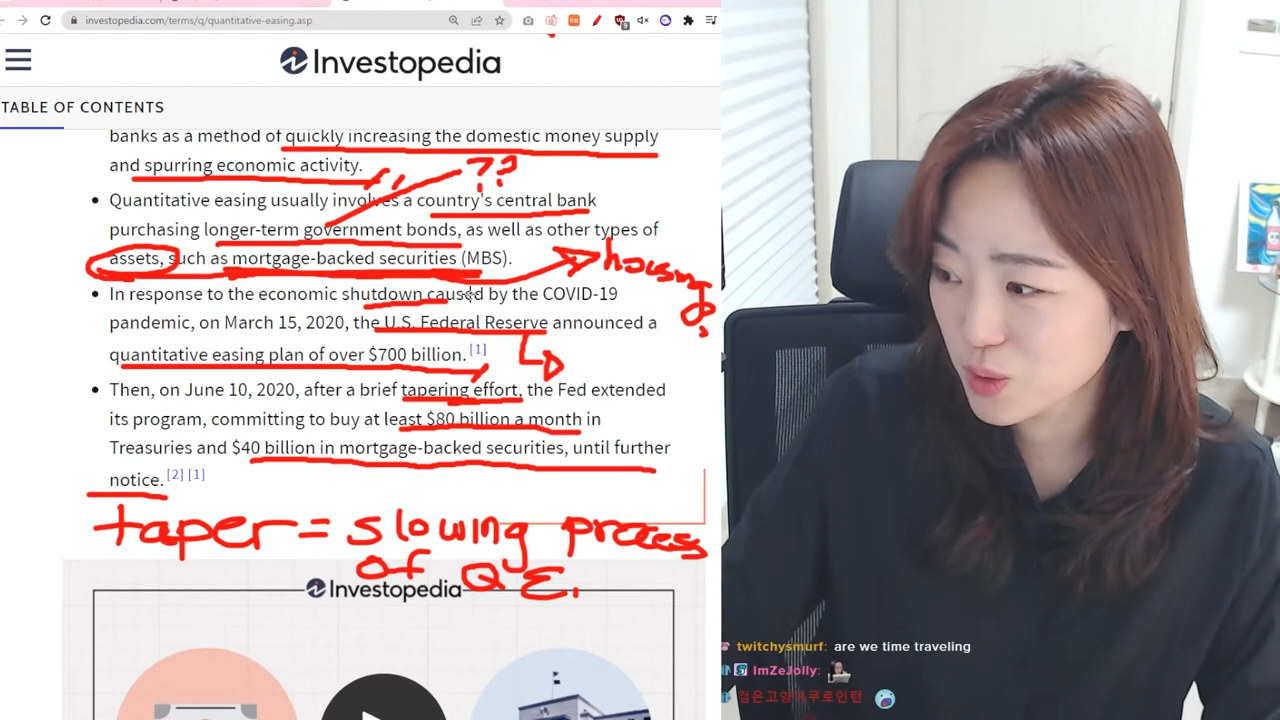 investopedia.com/terms/q/quantitative-easing.asp
Investopedia
TABLE OF CONTENTS
banks as a method of quickly increasing the domestic money supply
and spurring economic activity.
??
Quantitative easing usually involves a country's central bank
purchasing longer-term government bonds, as well as other types of
assets, such as mortgage-backed securities (MBS).
housing
In response to the economic shutdown caused by the COVID-19
pandemic, on March 15, 2020, the U.S. Federal Reserve announced a
quantitative easing plan of over $700 billion. [1]
Then, on June 10, 2020, after a brief tapering effort, the Fed extended
its program, committing to buy at least $80 billion a month in
Treasuries and $40 billion in mortgage-backed securities, until further
notice. [2] [1]
taper = slowing process
of QE.
Investopedia
twitchysmurf: are we time traveling
ImZeJolly: